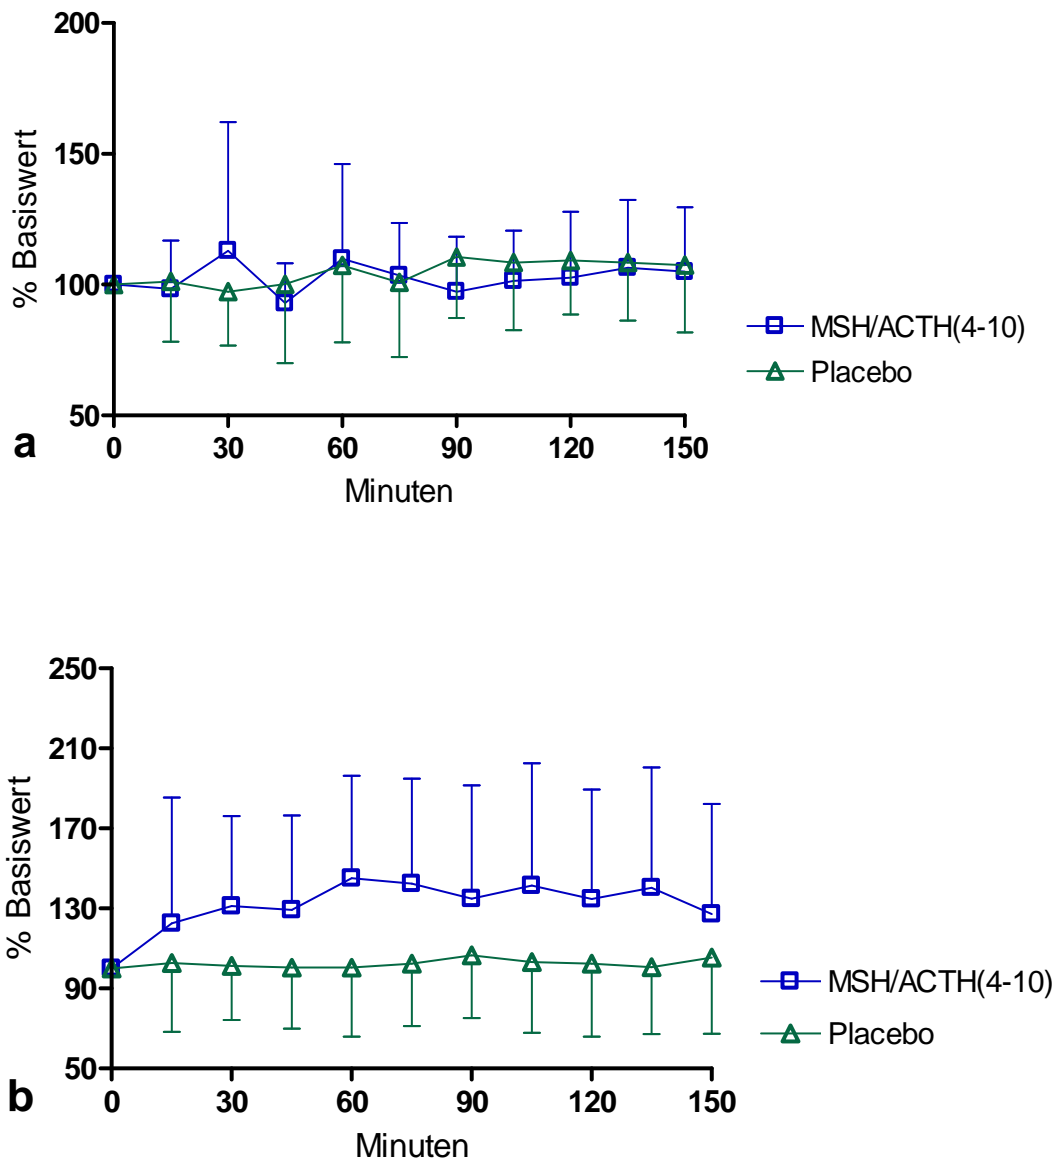 200
150
100
50
% Basiswert
0 30 60 90 120 150
Minuten
a
MSH/ACTH(4-10)
Placebo
250
210
170
130
90
50
% Basiswert
0 30 60 90 120 150
Minuten
b
MSH/ACTH(4-10)
Placebo